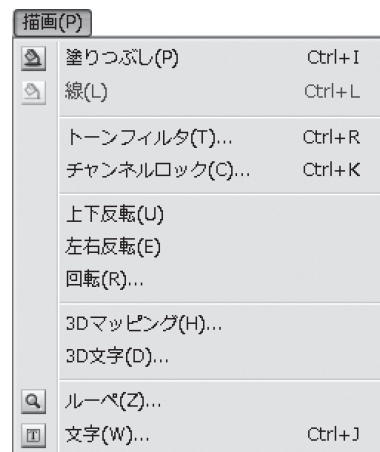 描画(P)
塗りつぶし(P) Ctrl+I
線(L) Ctrl+L
トーンフィルタ(T)... Ctrl+R
チャンネルロック(C)... Ctrl+K
上下反転(U)
左右反転(E)
回転(R)...
3Dマッピング(H)...
3D文字(D)...
ルーペ(Z)...
T 文字(W)... Ctrl+J